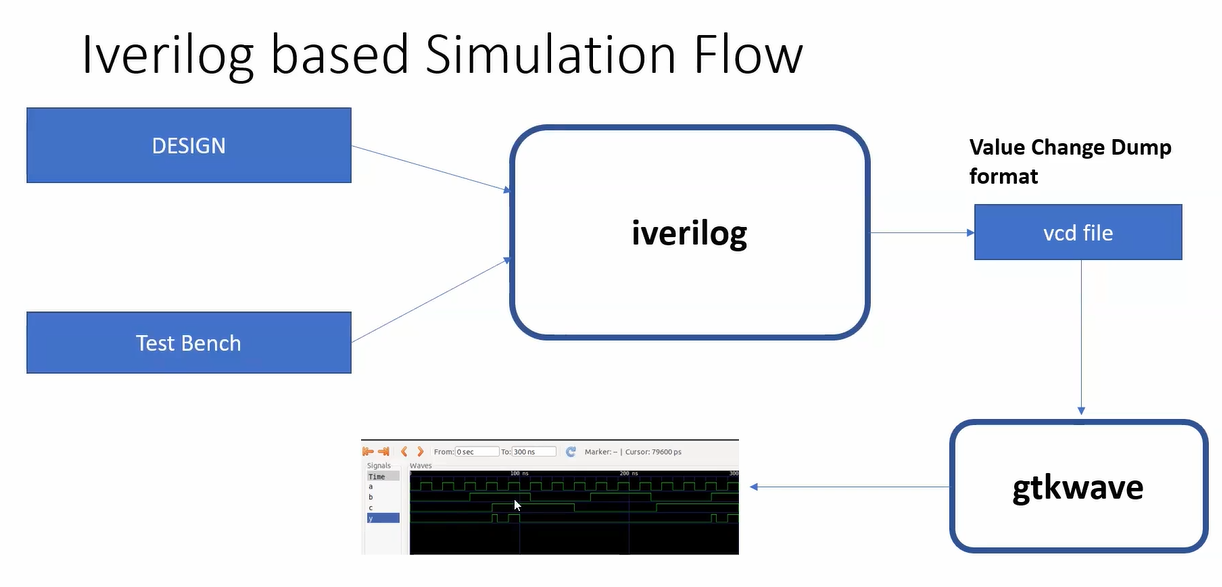 Iverilog based Simulation Flow
DESIGN
Test Bench
iverilog
Value Change Dump
format
vcd file
gtkwave
From: 0 sec To: 300 ns Marker: -- | Cursor: 79600 ps
Signals Waves
Time 100 ns 200 ns 300
a
b
c
y